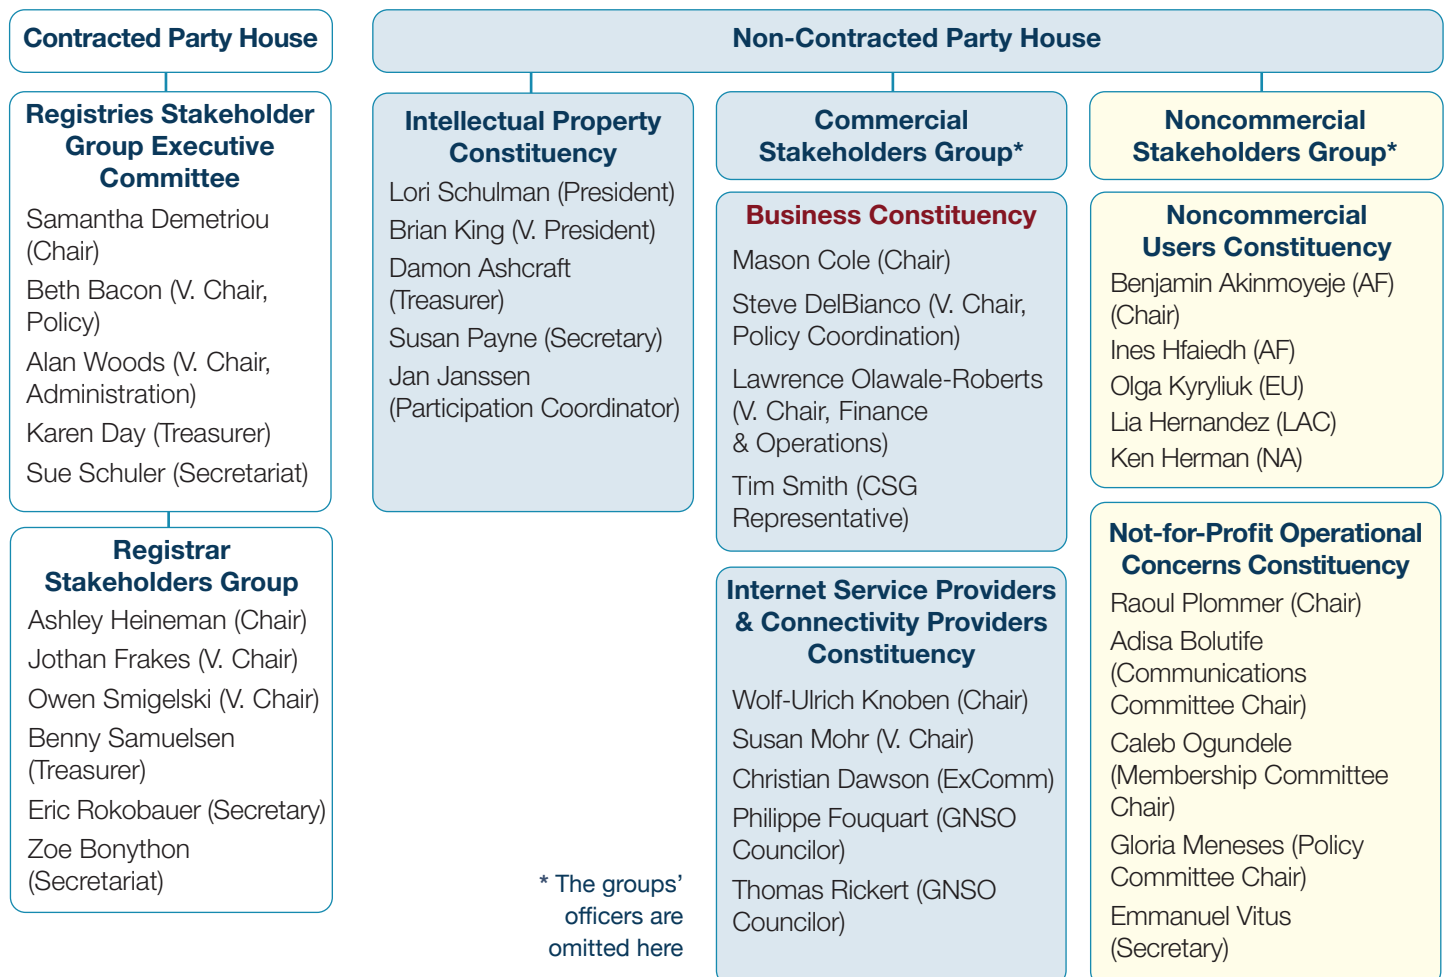 Contracted Party House
Registries Stakeholder
Group Executive
Committee
Samantha Demetriou
(Chair)
Beth Bacon (V. Chair,
Policy)
Alan Woods (V. Chair,
Administration)
Karen Day (Treasurer)
Sue Schuler (Secretariat)
Registrar
Stakeholders Group
Ashley Heineman (Chair)
Jothan Frakes (V. Chair)
Owen Smigelski (V. Chair)
Benny Samuelsen
(Treasurer)
Eric Rokobauer (Secretary)
Zoe Bonython
(Secretariat)
Non-Contracted Party House
Intellectual Property
Constituency
Lori Schulman (President)
Brian King (V. President)
Damon Ashcraft
(Treasurer)
Susan Payne (Secretary)
Jan Janssen
(Participation Coordinator)
Commercial
Stakeholders Group*
Business Constituency
Mason Cole (Chair)
Steve DelBianco (V. Chair,
Policy Coordination)
Lawrence Olawale-Roberts
(V. Chair, Finance
& Operations)
Tim Smith (CSG
Representative)
Internet Service Providers
& Connectivity Providers
Constituency
Wolf-Ulrich Knoben (Chair)
Susan Mohr (V. Chair)
Christian Dawson (ExComm)
Philippe Fouquart (GNSO
Councilor)
Thomas Rickert (GNSO
Councilor)
Noncommercial
Stakeholders Group*
Noncommercial
Users Constituency
Benjamin Akinmoyeje (AF)
(Chair)
Ines Hfaiedh (AF)
Olga Kyryliuk (EU)
Lia Hernandez (LAC)
Ken Herman (NA)
Not-for-Profit Operational
Concerns Constituency
Raoul Plommer (Chair)
Adisa Bolutife
(Communications
Committee Chair)
Caleb Ogundele
(Membership Committee
Chair)
Gloria Meneses (Policy
Committee Chair)
Emmanuel Vitus
(Secretary)
* The groups'
officers are
omitted here